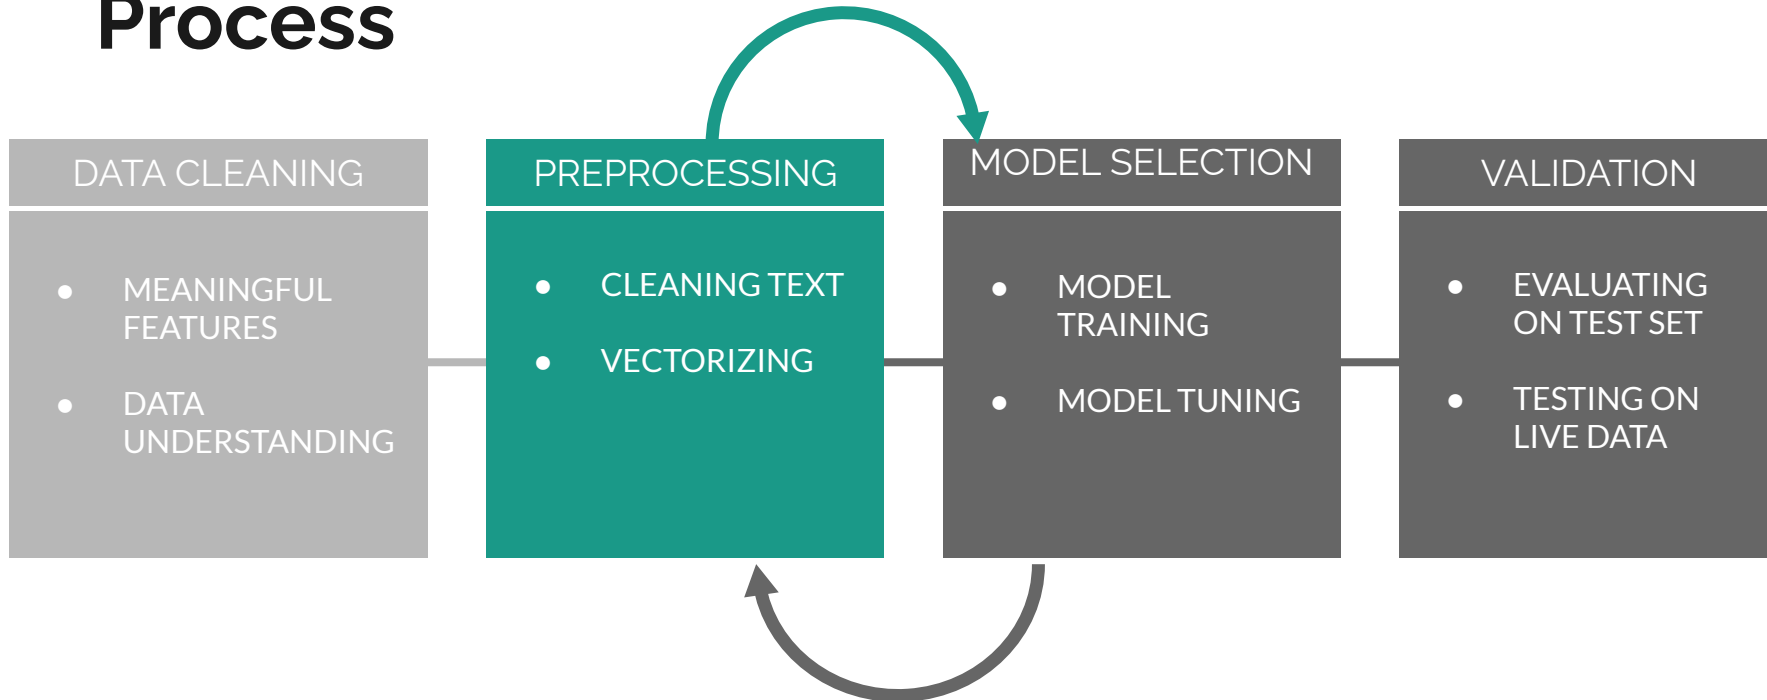 Process
DATA CLEANING
● MEANINGFUL
FEATURES
● DATA
UNDERSTANDING
PREPROCESSING
● CLEANING TEXT
● VECTORIZING
MODEL SELECTION
● MODEL
TRAINING
● MODEL TUNING
VALIDATION
● EVALUATING
ON TEST SET
● TESTING ON
LIVE DATA